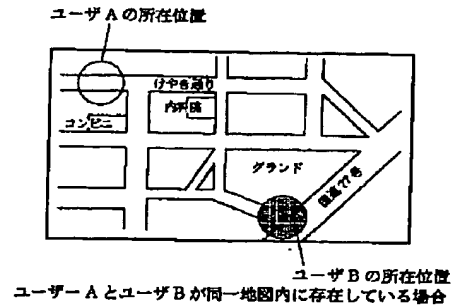 ユーザAの所在位置
けやき通り
内科医院
コンビニ
グランド
国道??号
ユーザBの所在位置
ユーザーAとユーザBが同一地図内に存在している場合